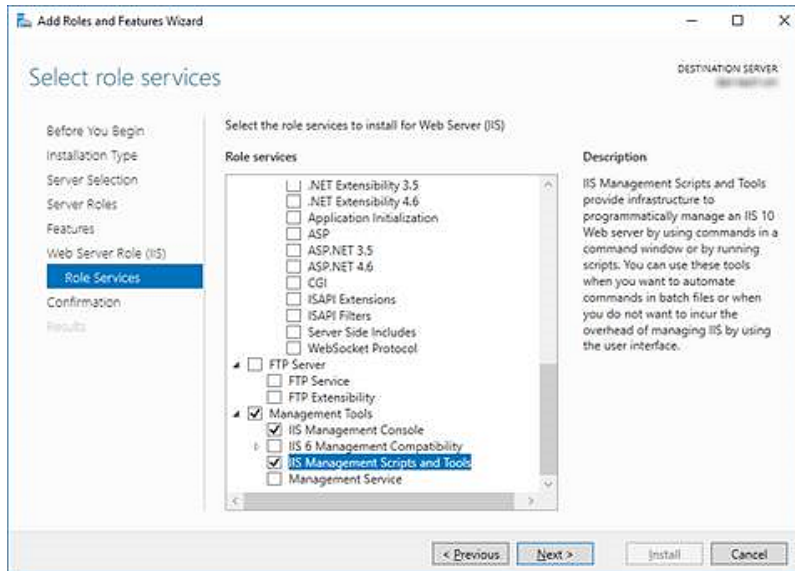 Add Roles and Features Wizard
Select role services
DESTINATION SERVER
Before You Begin
Installation Type
Server Selection
Server Roles
Features
Web Server Role (IIS)
Role Services
Confirmation
Results
Select the role services to install for Web Server (IIS)
Role services
.NET Extensibility 3.5
.NET Extensibility 4.6
Application Initialization
ASP
ASP.NET 3.5
ASP.NET 4.6
CGI
ISAPI Extensions
ISAPI Filters
Server Side Includes
WebSocket Protocol
FTP Server
FTP Service
FTP Extensibility
Management Tools
IIS Management Console
IIS 6 Management Compatibility
IIS Management Scripts and Tools
Management Service
Description
IIS Management Scripts and Tools
provide infrastructure to
programmatically manage an IIS 10
Web server by using commands in a
command window or by running
scripts. You can use these tools
when you want to automate
commands in batch files or when
you do not want to incur the
overhead of managing IIS by using
the user interface.
< Previous
Next >
Install
Cancel